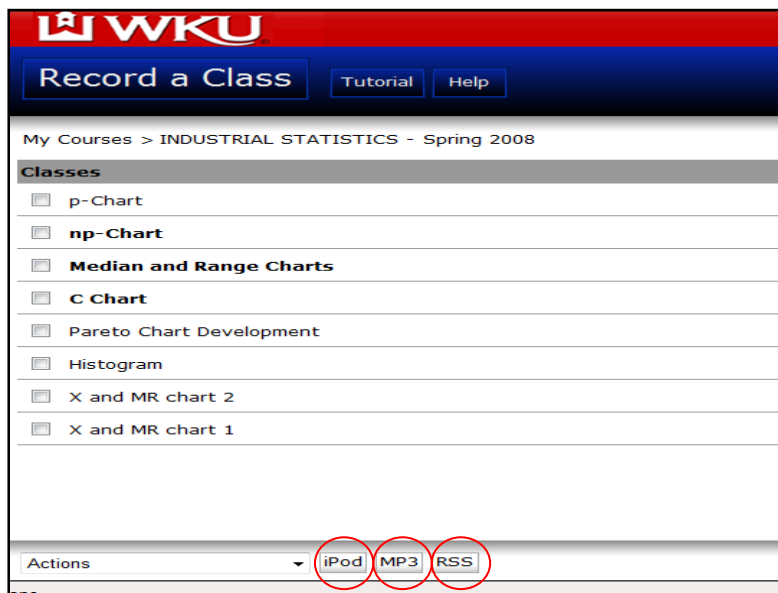 WKU
Record a Class Tutorial Help
My Courses > INDUSTRIAL STATISTICS - Spring 2008
Classes
p-Chart
np-Chart
Median and Range Charts
C Chart
Pareto Chart Development
Histogram
X and MR chart 2
X and MR chart 1
Actions iPod MP3 RSS